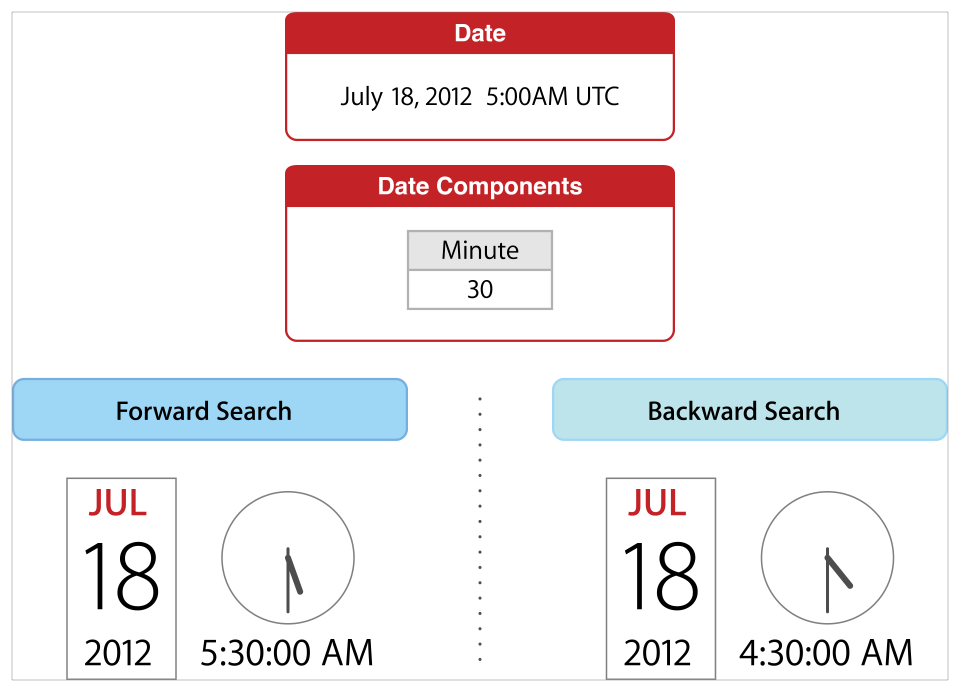 Date
July 18, 2012  5:00AM UTC
Date Components
Minute
30
Forward Search
JUL
18
2012
5:30:00 AM
Backward Search
JUL
18
2012
4:30:00 AM